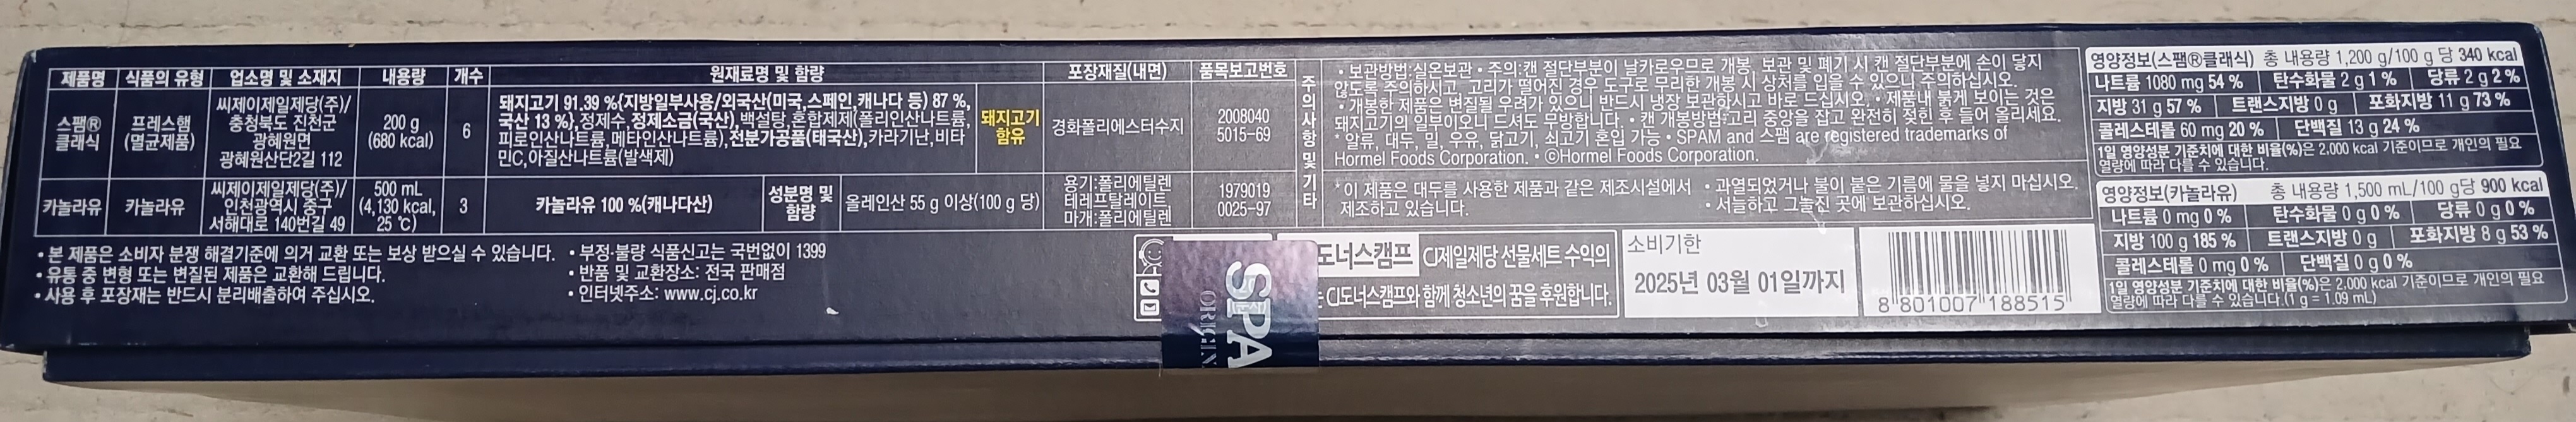 제품명 식품의 유형 업소명 및 소재지 내용량 개수 원재료명 및 함량 포장재질(내면) 품목보고번호
스팸®
클래식
프레스햄
(멸균제품)
씨제이제일제당(주)/
충청북도 진천군
광혜원면
광혜원산단2길 112
200 g
(680 kcal)
6
돼지고기 91.39 %{지방일부사용/외국산(미국,스페인,캐나다 등) 87 %,
국산 13 %},정제수,정제소금(국산),백설탕,혼합제제(폴리인산나트륨,
피로인산나트륨,메타인산나트륨),전분가공품(태국산),카라기난,비타
민C,아질산나트륨(발색제)
돼지고기
함유
경화폴리에스터수지
2008040
5015-69
카놀라유
카놀라유
씨제이제일제당(주)/
인천광역시 중구
서해대로 140번길 49
500 mL
(4,130 kcal,
25 ℃)
3
카놀라유 100 %(캐나다산)
성분명 및
함량
올레인산 55 g 이상(100 g 당)
용기:폴리에틸렌
테레프탈레이트,
마개:폴리에틸렌
1979019
0025-97
주의사항 및 기타
• 보관방법:실온보관 • 주의:캔 절단부분이 날카로우므로 개봉, 보관 및 폐기 시 캔 절단부분에 손이 닿지
않도록 주의하시고, 고리가 떨어진 경우 도구로 무리한 개봉 시 상처를 입을 수 있으니 주의하십시오.
• 개봉한 제품은 변질될 우려가 있으니 반드시 냉장 보관하시고 바로 드십시오. • 제품내 붉게 보이는 것은
돼지고기의 일부이오니 드셔도 무방합니다. • 캔 개봉방법:고리 중앙을 잡고 완전히 젖힌 후 들어 올리세요.
* 알류, 대두, 밀, 우유, 닭고기, 쇠고기 혼입 가능 • SPAM and 스팸 are registered trademarks of
Hormel Foods Corporation. • ©Hormel Foods Corporation.
*이 제품은 대두를 사용한 제품과 같은 제조시설에서
제조하고 있습니다.
• 과열되었거나 불이 붙은 기름에 물을 넣지 마십시오.
• 서늘하고 그늘진 곳에 보관하십시오.
영양정보(스팸®클래식) 총 내용량 1,200 g/100 g 당 340 kcal
나트륨 1080 mg 54 % 탄수화물 2 g 1 % 당류 2 g 2 %
지방 31 g 57 % 트랜스지방 0 g 포화지방 11 g 73 %
콜레스테롤 60 mg 20 % 단백질 13 g 24 %
1일 영양성분 기준치에 대한 비율(%)은 2,000 kcal 기준이므로 개인의 필요
열량에 따라 다를 수 있습니다.
영양정보(카놀라유) 총 내용량 1,500 mL/100 g당 900 kcal
나트륨 0 mg 0 % 탄수화물 0 g 0 % 당류 0 g 0 %
지방 100 g 185 % 트랜스지방 0 g 포화지방 8 g 53 %
콜레스테롤 0 mg 0 % 단백질 0 g 0 %
1일 영양성분 기준치에 대한 비율(%)은 2,000 kcal 기준이므로 개인의 필요
열량에 따라 다를 수 있습니다.(1 g = 1.09 mL)
• 본 제품은 소비자 분쟁 해결기준에 의거 교환 또는 보상 받으실 수 있습니다.
• 유통 중 변형 또는 변질된 제품은 교환해 드립니다.
• 사용 후 포장재는 반드시 분리배출하여 주십시오.
• 부정·불량 식품신고는 국번없이 1399
• 반품 및 교환장소: 전국 판매점
• 인터넷주소: www.cj.co.kr
SPA
도너스캠프 CJ제일제당 선물세트 수익의
CJ도너스캠프와 함께 청소년의 꿈을 후원합니다.
소비기한
2025년 03월 01일까지
8 801007 188515